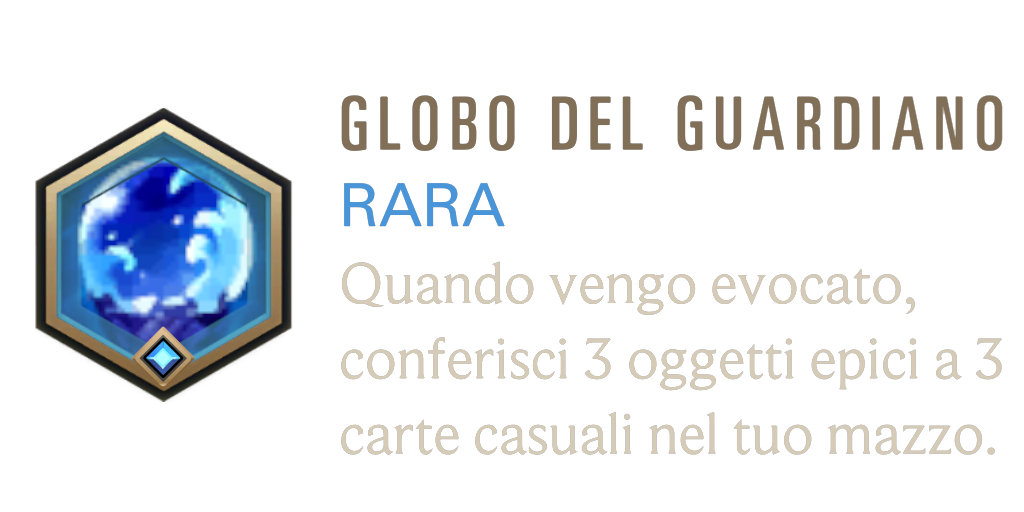 GLOBO DEL GUARDIANO
RARA
Quando vengo evocato,
conferisci 3 oggetti epici a 3
carte casuali nel tuo mazzo.